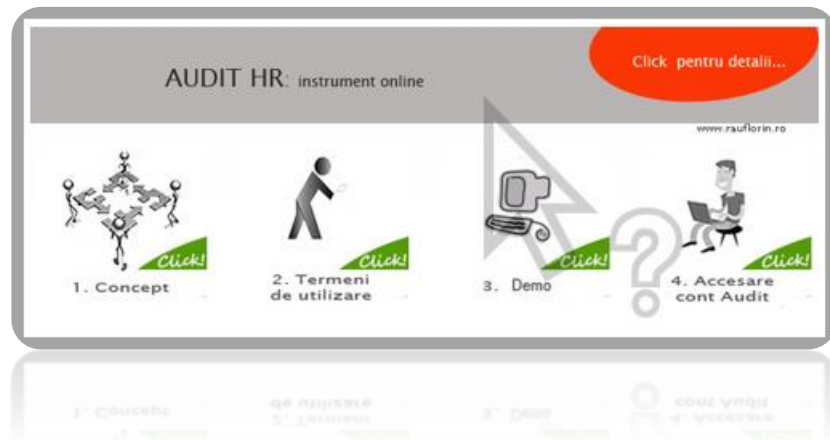 AUDIT HR: instrument online
Click pentru detalii...
www.rauflorin.ro
Click!
Click!
Click!
Click!
1. Concept
2. Termeni
de utilizare
3. Demo
4. Accesare
cont Audit